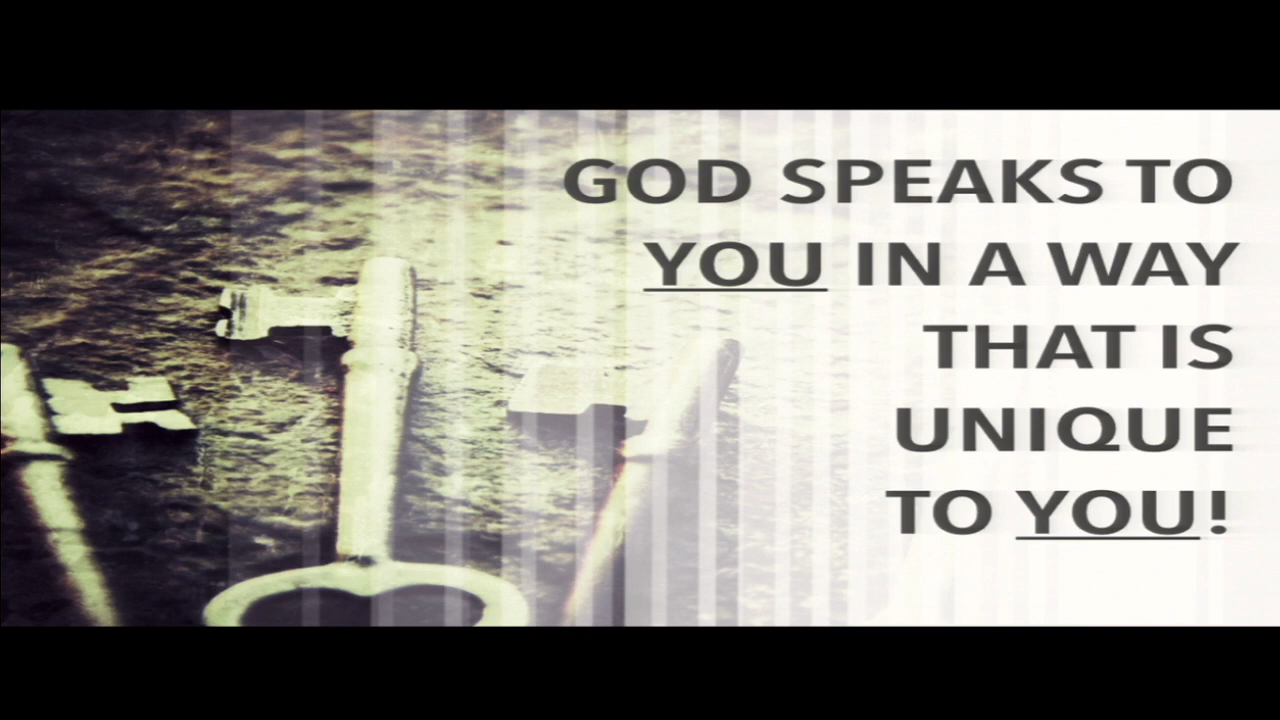 GOD SPEAKS TO
YOU IN A WAY
THAT IS
UNIQUE
TO YOU!